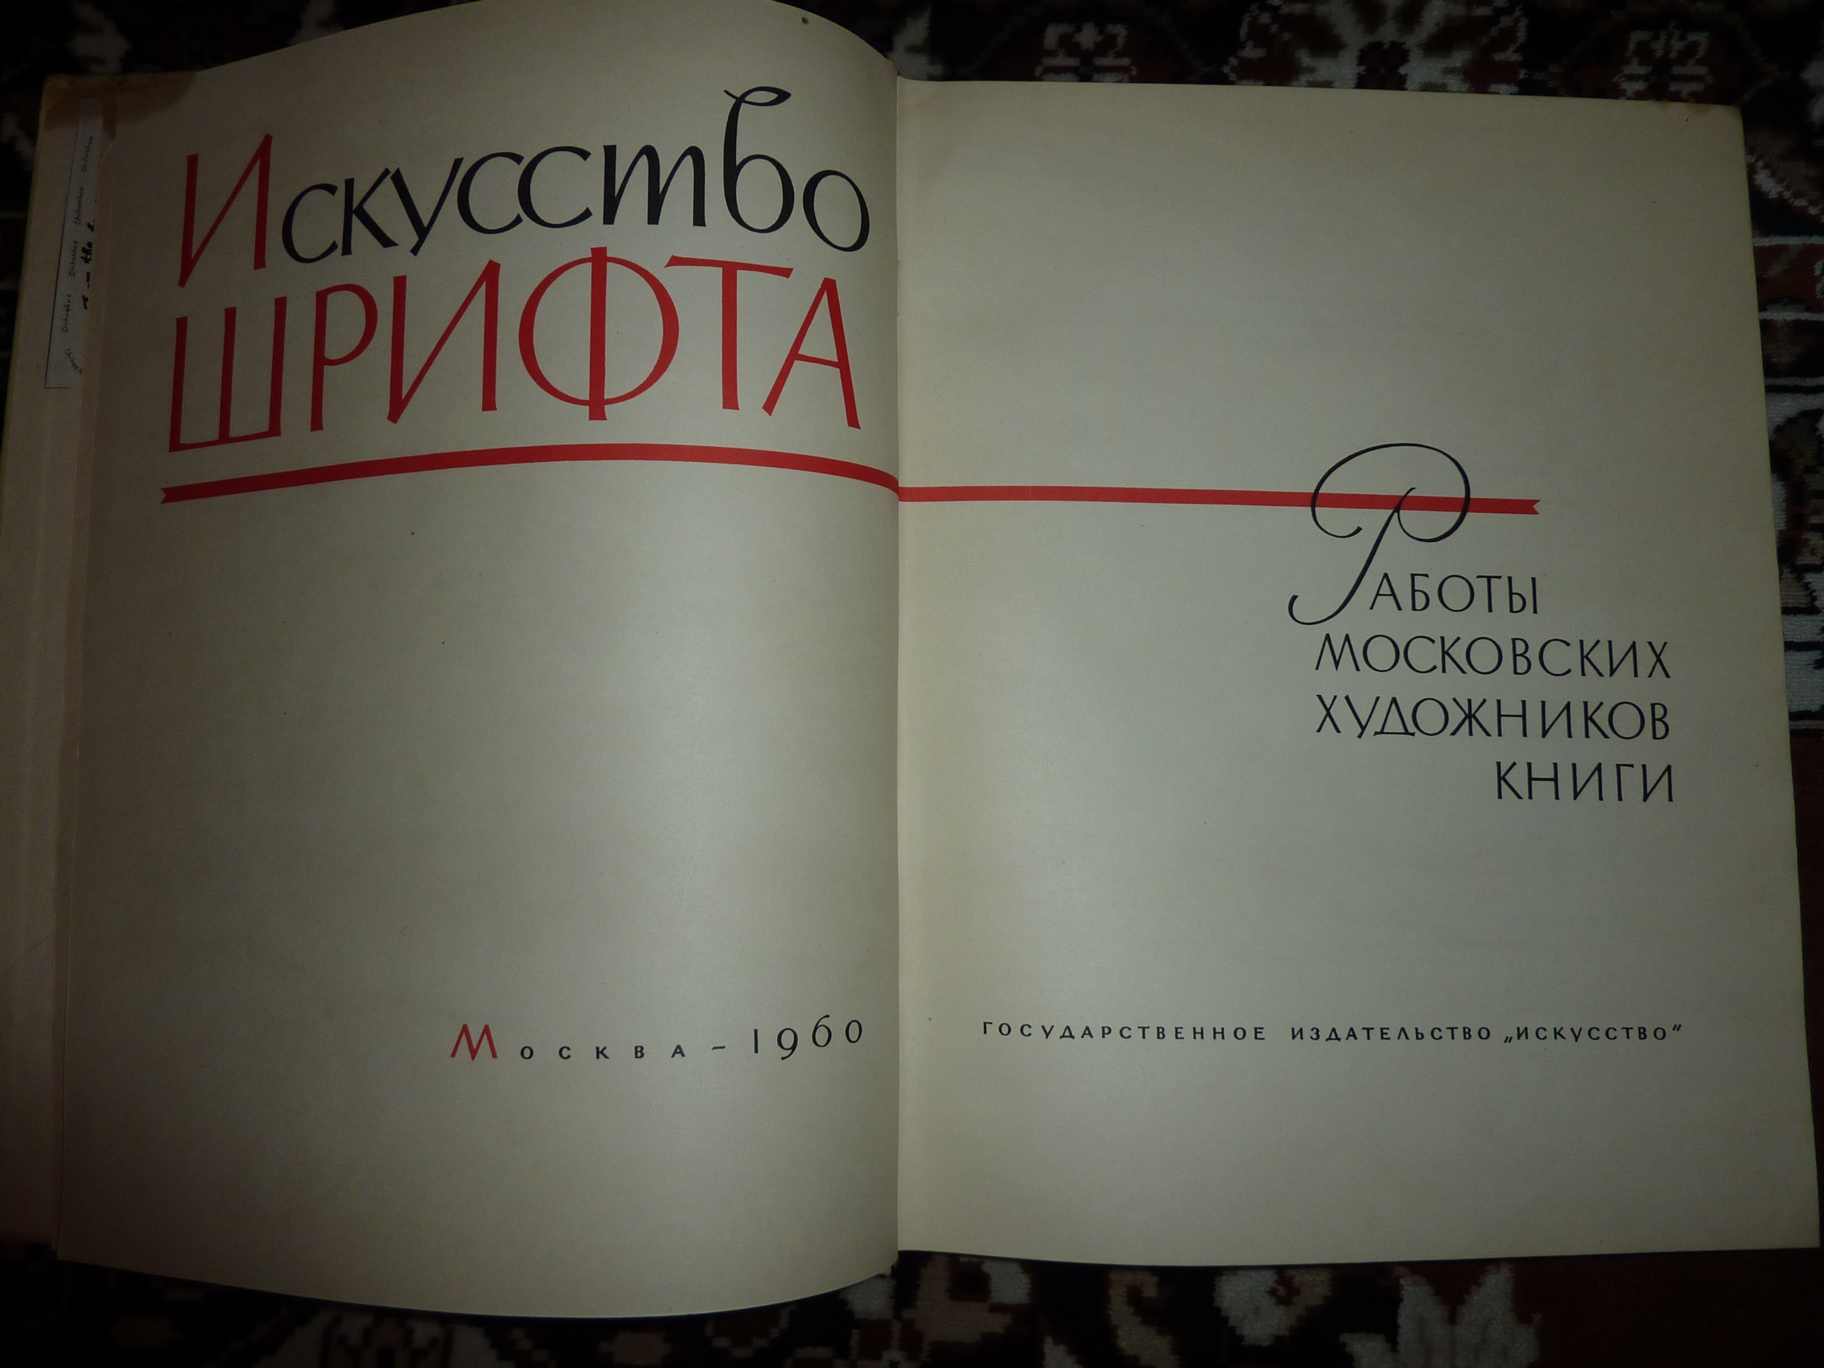 Искусство
ШРИФТА
РАБОТЫ
МОСКОВСКИХ
ХУДОЖНИКОВ
КНИГИ
МОСКВА – 1960
ГОСУДАРСТВЕННОЕ ИЗДАТЕЛЬСТВО „ИСКУССТВО“